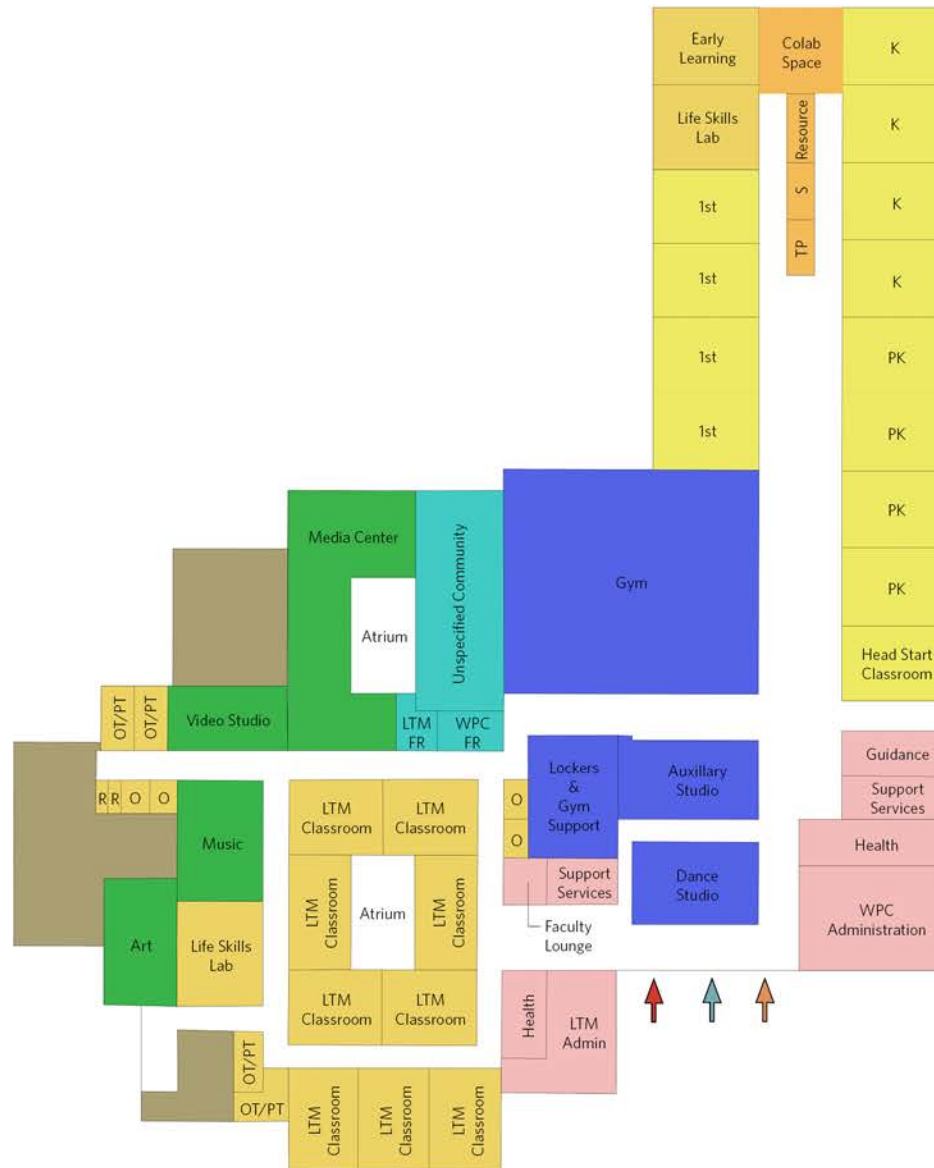 Early
Learning
Colab
Space
K
Life Skills
Lab
Resource
K
1st
S
K
1st
TP
K
1st
PK
1st
PK
PK
PK
Head Start
Classroom
Media Center
Unspecified Community
Gym
Atrium
OT/PT
OT/PT
Video Studio
LTM
FR
WPC
FR
Guidance
Support
Services
Health
WPC
Administration
Lockers
&
Gym
Support
Auxillary
Studio
Dance
Studio
R
R
O
O
Music
LTM
Classroom
LTM
Classroom
O
O
Support
Services
Faculty
Lounge
Art
Life Skills
Lab
LTM
Classroom
Atrium
LTM
Classroom
LTM
Classroom
LTM
Classroom
Health
LTM
Admin
OT/PT
OT/PT
LTM
Classroom
LTM
Classroom
LTM
Classroom